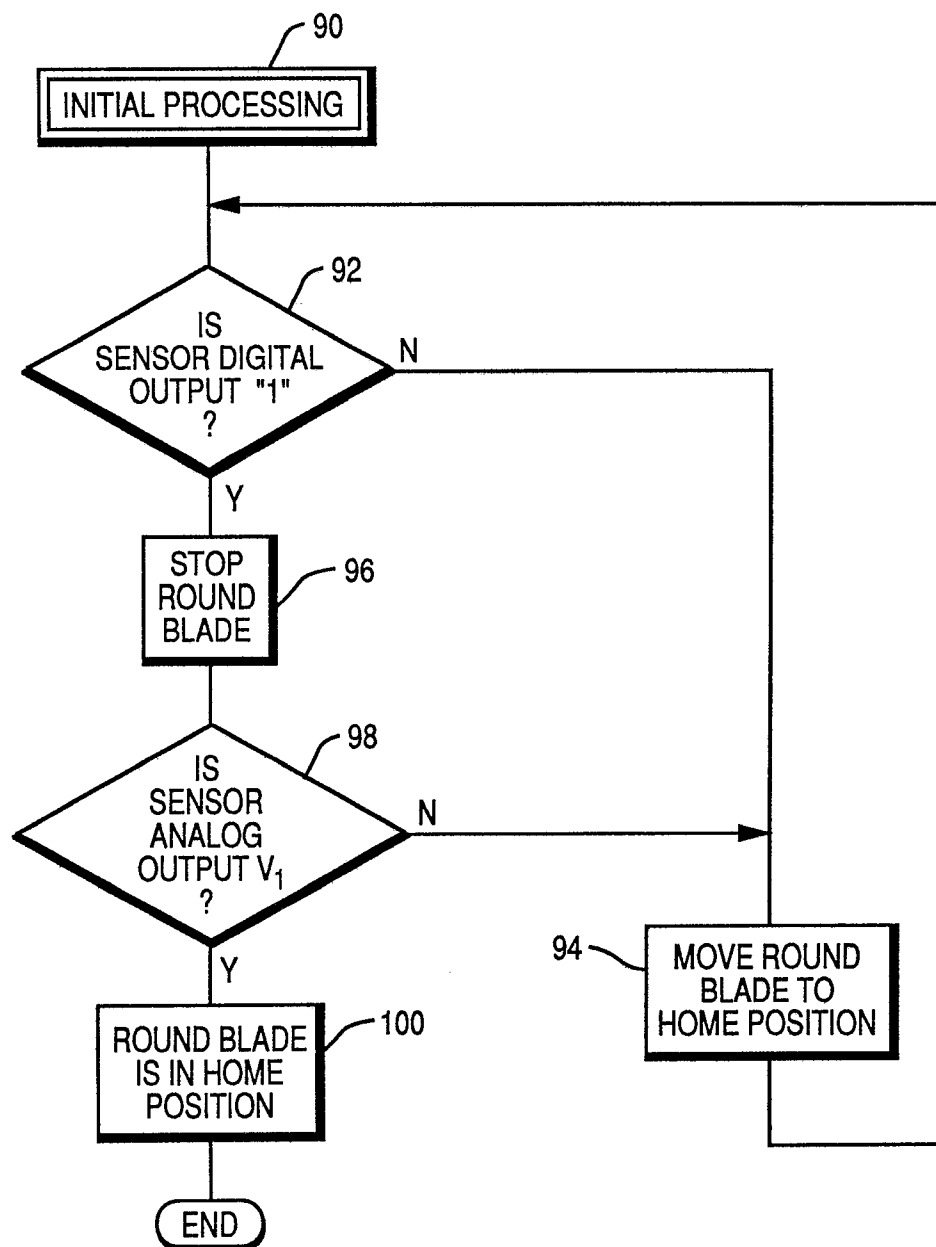 90
INITIAL PROCESSING
92
IS
SENSOR DIGITAL
OUTPUT "1"
?
N
Y
STOP
ROUND
BLADE
96
98
IS
SENSOR
ANALOG
OUTPUT V1
?
N
Y
94
MOVE ROUND
BLADE TO
HOME POSITION
ROUND BLADE
IS IN HOME
POSITION
100
END